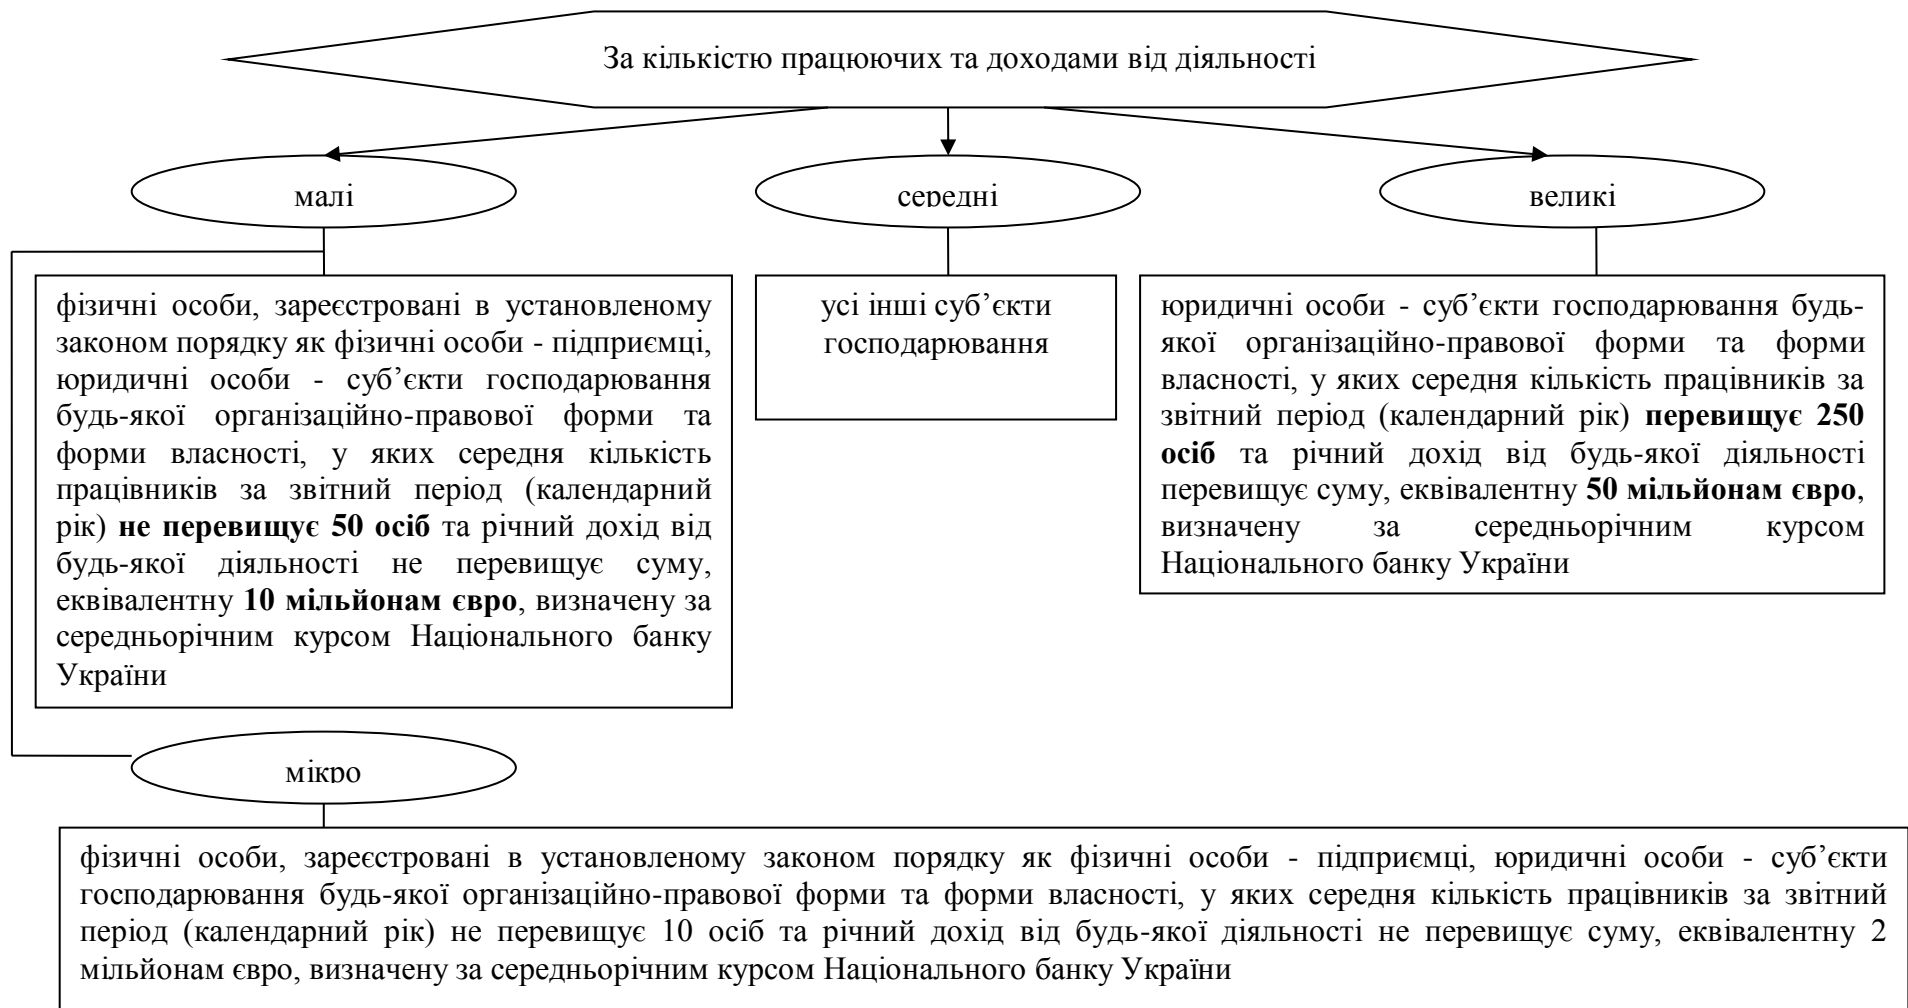 За кількістю працюючих та доходами від діяльності
малі
середні
великі
фізичні особи, зареєстровані в установленому
законом порядку як фізичні особи - підприємці,
юридичні особи - суб’єкти господарювання
будь-якої організаційно-правової форми та
форми власності, у яких середня кількість
працівників за звітний період (календарний
рік) не перевищує 50 осіб та річний дохід від
будь-якої діяльності не перевищує суму,
еквівалентну 10 мільйонам євро, визначену за
середньорічним курсом Національного банку
України
усі інші суб’єкти
господарювання
юридичні особи - суб’єкти господарювання будь-
якої організаційно-правової форми та форми
власності, у яких середня кількість працівників за
звітний період (календарний рік) перевищує 250
осіб та річний дохід від будь-якої діяльності
перевищує суму, еквівалентну 50 мільйонам євро,
визначену за середньорічним курсом
Національного банку України
мікро
фізичні особи, зареєстровані в установленому законом порядку як фізичні особи - підприємці, юридичні особи - суб’єкти
господарювання будь-якої організаційно-правової форми та форми власності, у яких середня кількість працівників за звітний
період (календарний рік) не перевищує 10 осіб та річний дохід від будь-якої діяльності не перевищує суму, еквівалентну 2
мільйонам євро, визначену за середньорічним курсом Національного банку України